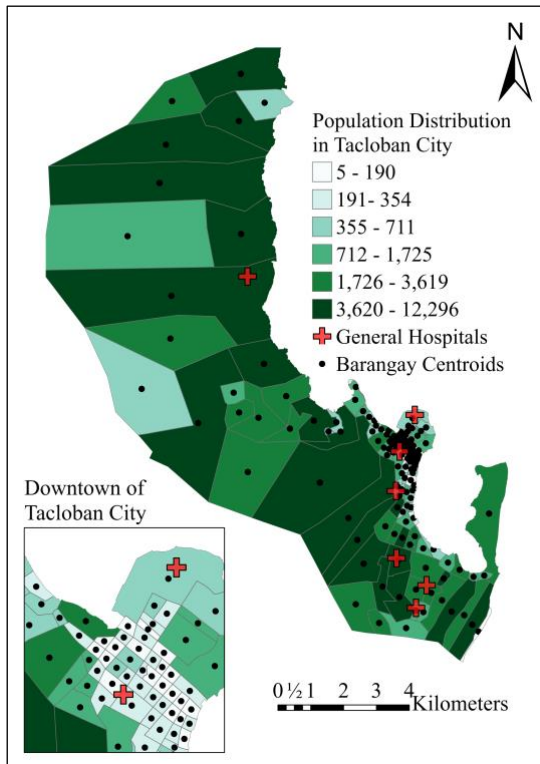 N
Population Distribution
in Tacloban City
5 - 190
191- 354
355 - 711
712 - 1,725
1,726 - 3,619
3,620 - 12,296
General Hospitals
Barangay Centroids
Downtown of
Tacloban City
0 ½ 1 2 3 4
Kilometers